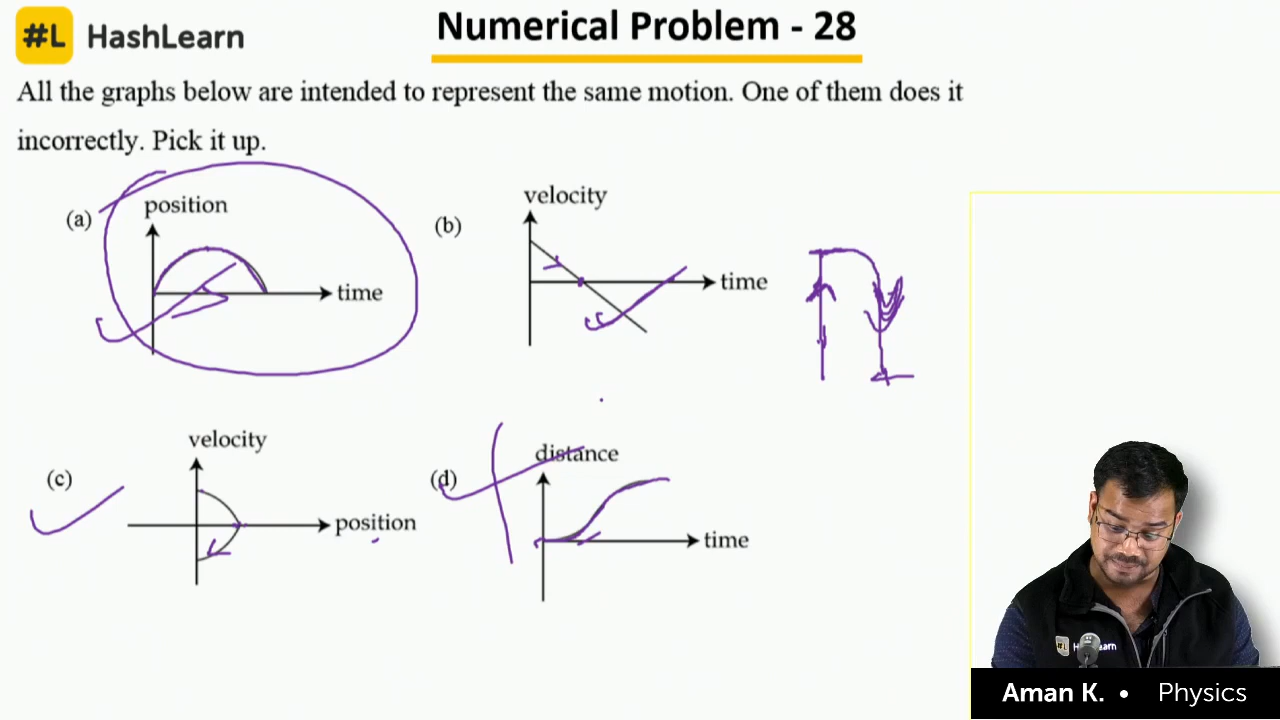 #L HashLearn
Numerical Problem - 28
All the graphs below are intended to represent the same motion. One of them does it
incorrectly. Pick it up.
(a) position
time
(b) velocity
time
(c) velocity
position
(d) distance
time
Aman K. • Physics